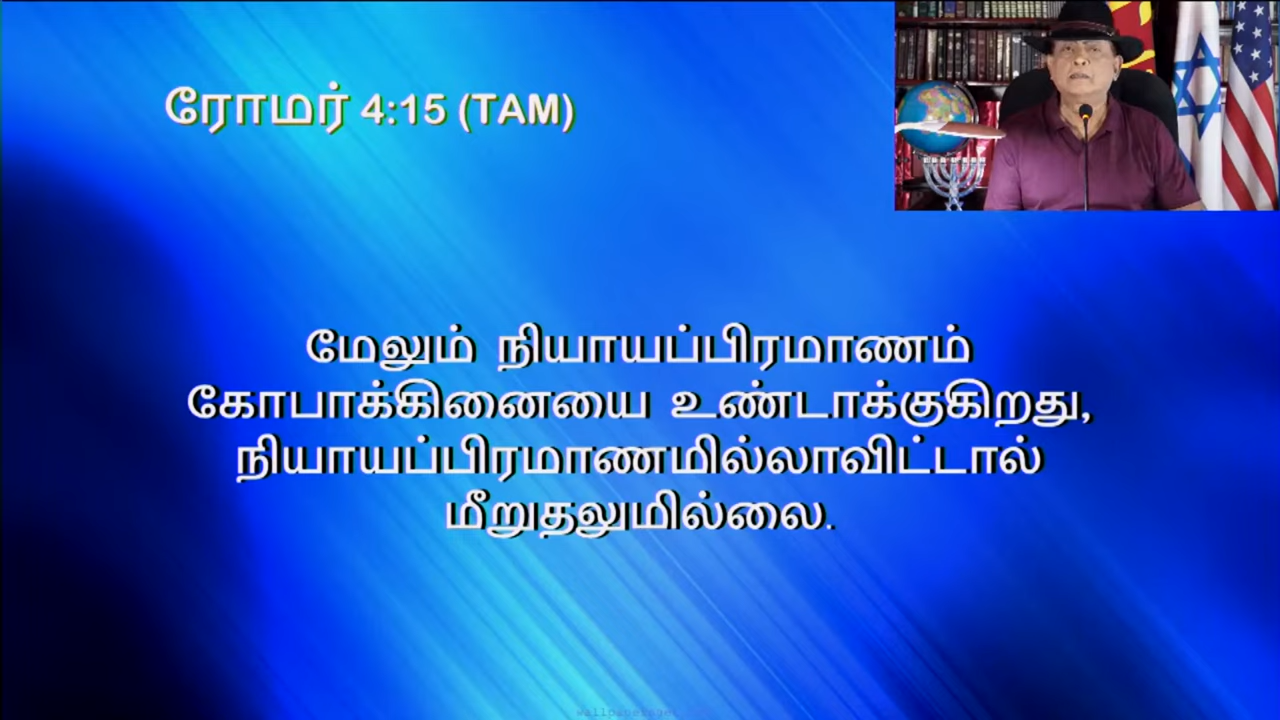 ரோமர் 4:15 (TAM)
மேலும் நியாயப்பிரமாணம்
கோபாக்கினையை உண்டாக்குகிறது,
நியாயப்பிரமாணமில்லாவிட்டால்
மீறுதலுமில்லை.